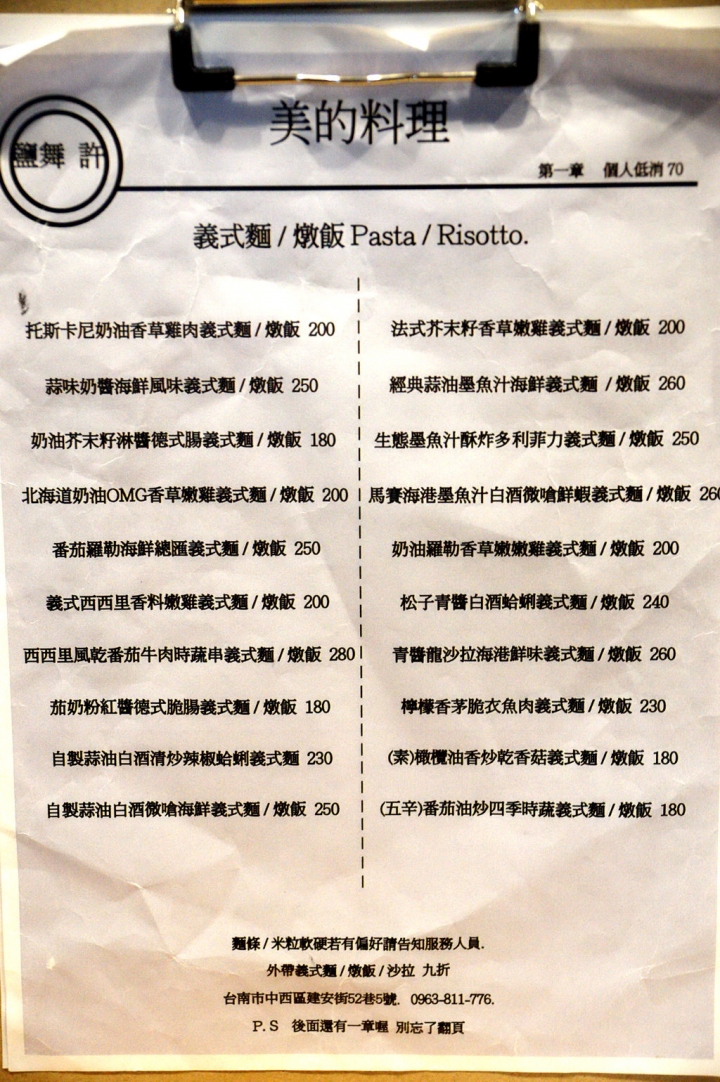 美的料理
鹽舞 許
第一章 個人低消 70
義式麵 / 燉飯 Pasta / Risotto.
托斯卡尼奶油香草雞肉義式麵 / 燉飯 200
蒜味奶醬海鮮風味義式麵 / 燉飯 250
奶油芥末籽淋醬德式腸義式麵 / 燉飯 180
北海道奶油OMG香草嫩雞義式麵 / 燉飯 200
番茄羅勒海鮮總匯義式麵 / 燉飯 250
義式西西里香料嫩雞義式麵 / 燉飯 200
西西里風乾番茄牛肉時蔬串義式麵 / 燉飯 280
茄奶粉紅醬德式脆腸義式麵 / 燉飯 180
自製蒜油白酒清炒辣椒蛤蜊義式麵 230
自製蒜油白酒微嗆海鮮義式麵 / 燉飯 250
法式芥末籽香草嫩雞義式麵 / 燉飯 200
經典蒜油墨魚汁海鮮義式麵 / 燉飯 260
生態墨魚汁酥炸多利菲力義式麵 / 燉飯 250
馬賽海港墨魚汁白酒微嗆鮮蝦義式麵 / 燉飯 260
奶油羅勒香草嫩嫩雞義式麵 / 燉飯 200
松子青醬白酒蛤蜊義式麵 / 燉飯 240
青醬龍沙拉海港鮮味義式麵 / 燉飯 260
檸檬香茅脆衣魚肉義式麵 / 燉飯 230
(素)橄欖油香炒乾香菇義式麵 / 燉飯 180
(五辛)番茄油炒四季時蔬義式麵 / 燉飯 180
麵條 / 米粒軟硬若有偏好請告知服務人員.
外帶義式麵 / 燉飯 / 沙拉 九折
台南市中西區建安街52巷5號. 0963-811-776.
P.S 後面還有一章喔 別忘了翻頁